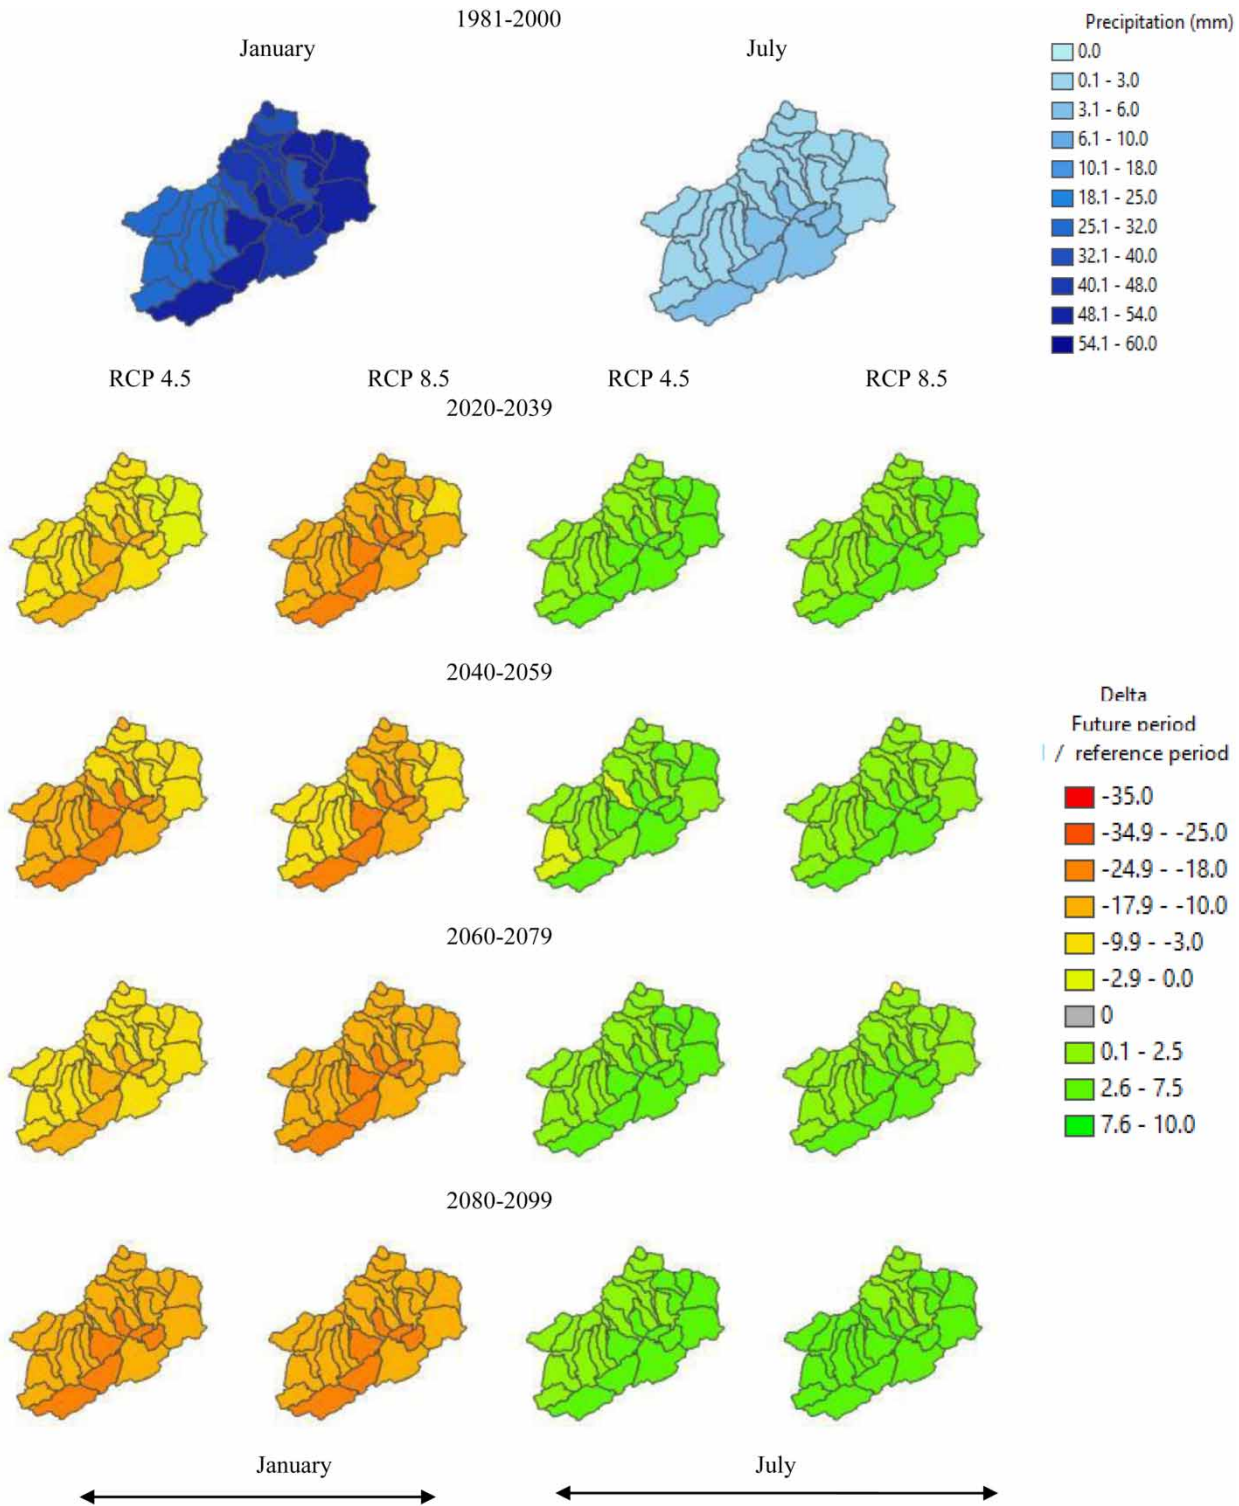 1981-2000
January
July
Precipitation (mm)
0.0
0.1 - 3.0
3.1 - 6.0
6.1 - 10.0
10.1 - 18.0
18.1 - 25.0
25.1 - 32.0
32.1 - 40.0
40.1 - 48.0
48.1 - 54.0
54.1 - 60.0
RCP 4.5
RCP 8.5
RCP 4.5
RCP 8.5
2020-2039
2040-2059
Delta
Future period
/ reference period
-35.0
-34.9 - -25.0
-24.9 - -18.0
-17.9 - -10.0
-9.9 - -3.0
-2.9 - 0.0
0
0.1 - 2.5
2.6 - 7.5
7.6 - 10.0
2060-2079
2080-2099
January
July